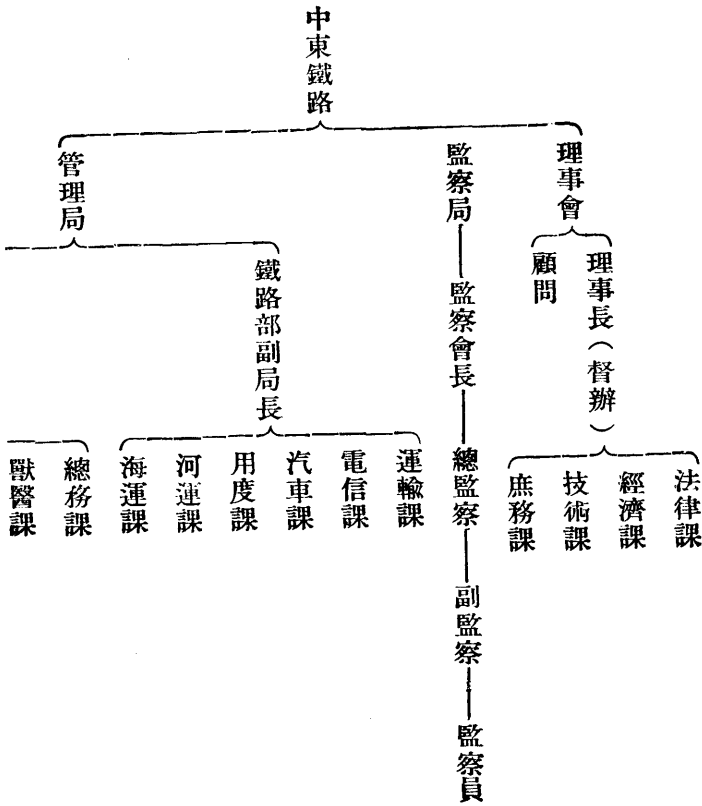 中東鐵路
理事會
理事長（督辦）
法律課
經濟課
技術課
庶務課
顧問
監察局
監察會長
總監察
副監察
監察員
管理局
鐵路部副局長
運輸課
電信課
汽車課
用度課
河運課
海運課
總務課
獸醫課